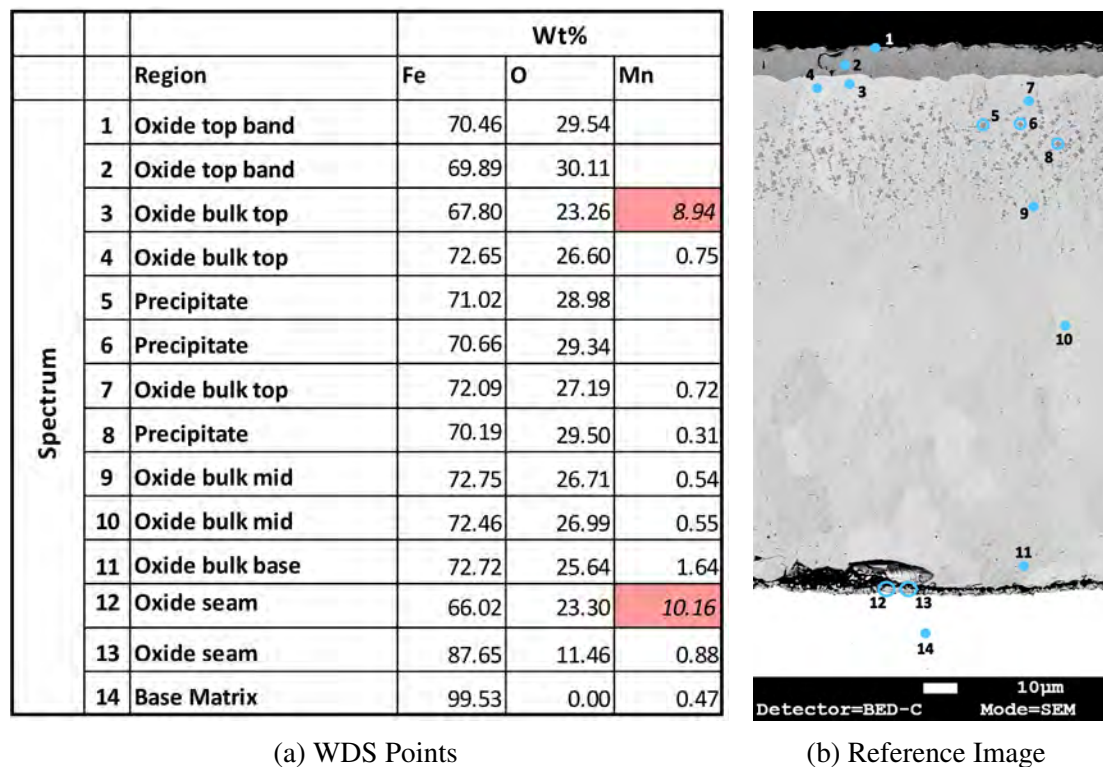 Wt%
Region Fe O Mn
Spectrum
1 Oxide top band 70.46 29.54
2 Oxide top band 69.89 30.11
3 Oxide bulk top 67.80 23.26 8.94
4 Oxide bulk top 72.65 26.60 0.75
5 Precipitate 71.02 28.98
6 Precipitate 70.66 29.34
7 Oxide bulk top 72.09 27.19 0.72
8 Precipitate 70.19 29.50 0.31
9 Oxide bulk mid 72.75 26.71 0.54
10 Oxide bulk mid 72.46 26.99 0.55
11 Oxide bulk base 72.72 25.64 1.64
12 Oxide seam 66.02 23.30 10.16
13 Oxide seam 87.65 11.46 0.88
14 Base Matrix 99.53 0.00 0.47
(a) WDS Points
1
2
4
3
7
5
6
8
9
10
11
12
13
14
10µm
Detector=BED-C Mode=SEM
(b) Reference Image